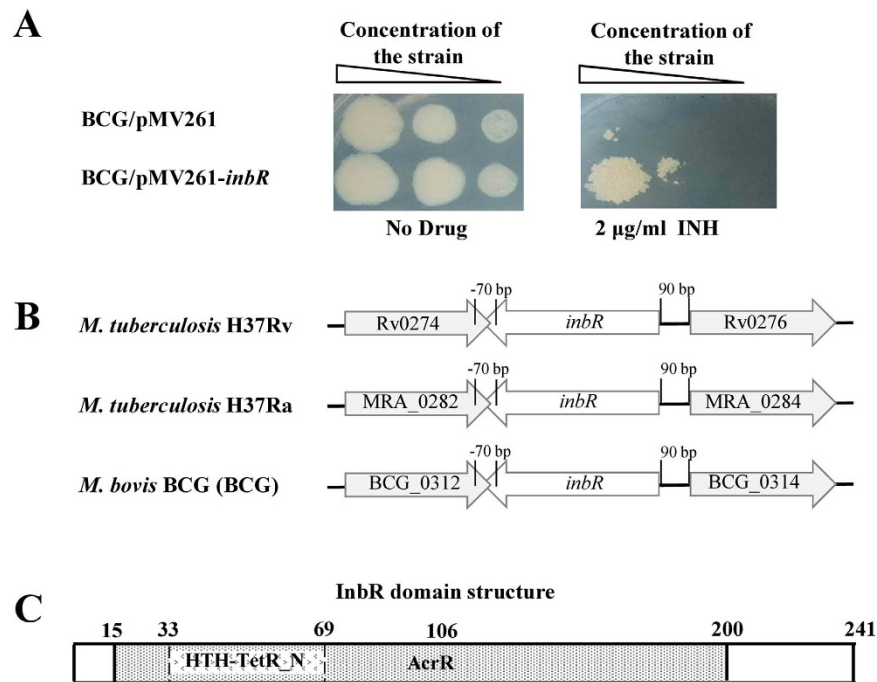 A
Concentration of
the strain
Concentration of
the strain
BCG/pMV261
BCG/pMV261-inbR
No Drug
2 µg/ml INH
B
M. tuberculosis H37Rv
-70 bp
90 bp
Rv0274
inbR
Rv0276
M. tuberculosis H37Ra
-70 bp
90 bp
MRA_0282
inbR
MRA_0284
M. bovis BCG (BCG)
-70 bp
90 bp
BCG_0312
inbR
BCG_0314
C
InbR domain structure
15 33 69 106 200 241
HTH-TetR_N
AcrR